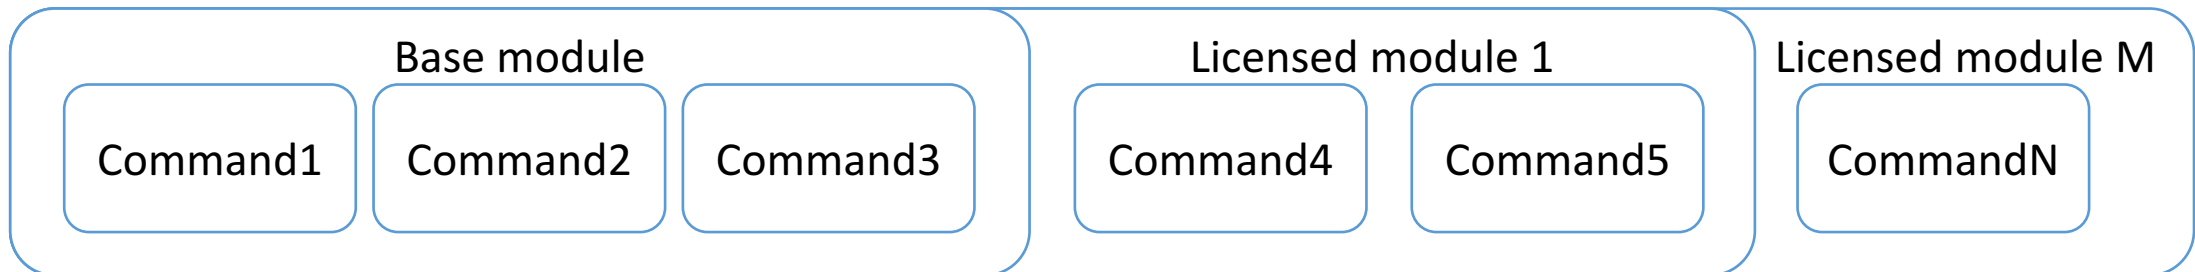 Base module
Licensed module 1
Licensed module M
Command1
Command2
Command3
Command4
Command5
CommandN